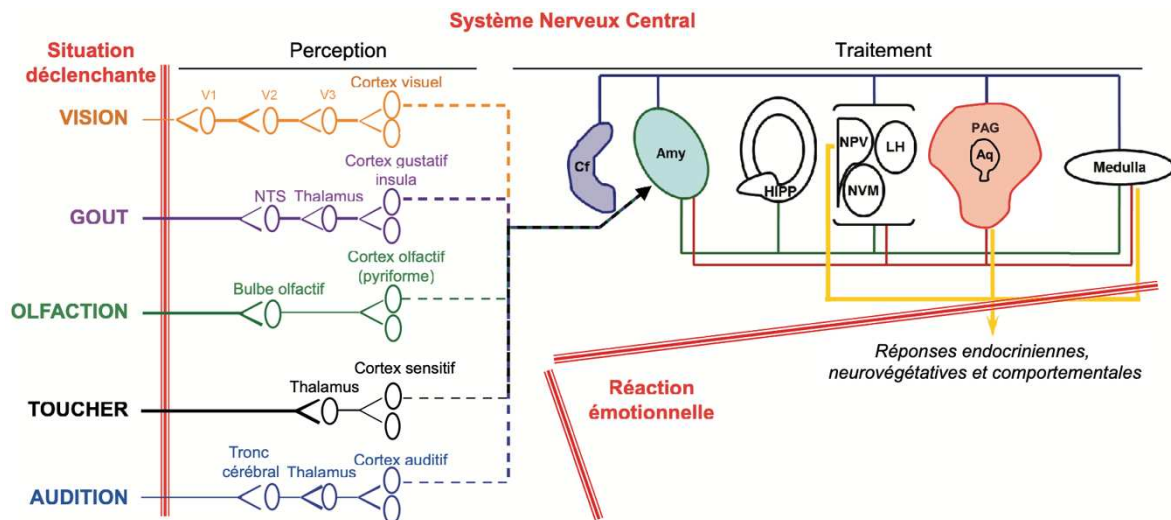 Système Nerveux Central
Situation
déclenchante
Perception
Traitement
VISION
V1
V2
V3
Cortex visuel
GOUT
NTS
Thalamus
Cortex gustatif
insula
OLFACTION
Bulbe olfactif
Cortex olfactif
(pyriforme)
TOUCHER
Thalamus
Cortex sensitif
AUDITION
Tronc
cérébral
Thalamus
Cortex auditif
Cf
Amy
HIPP
NPV
LH
NVM
PAG
Aq
Medulla
Réaction
émotionnelle
Réponses endocriniennes,
neurovégétatives et comportementales